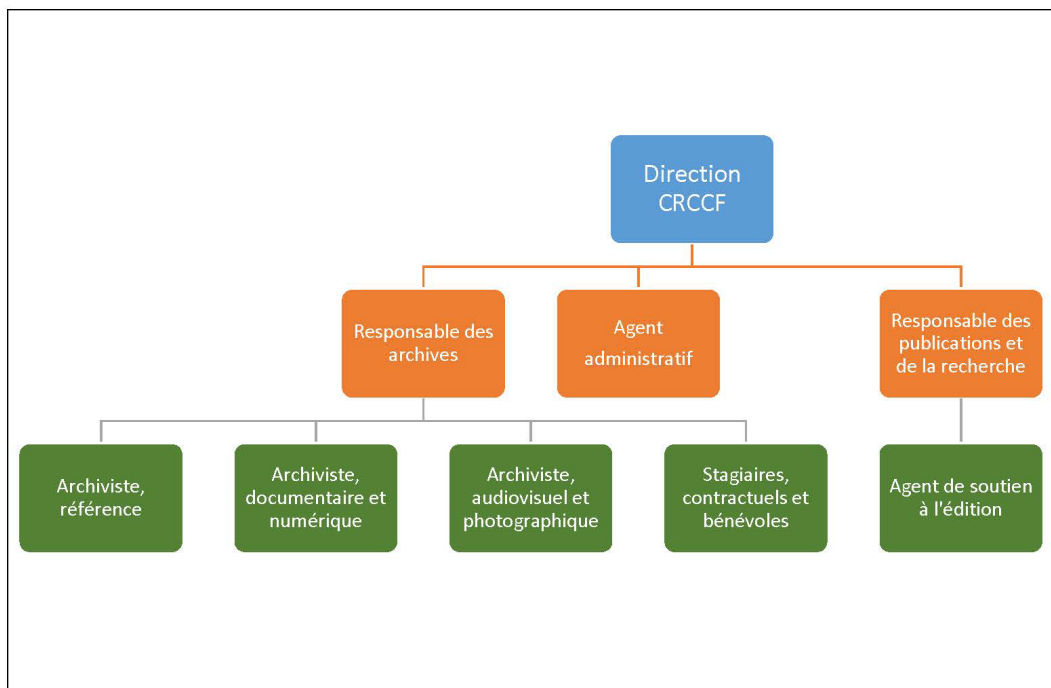 Direction
CRCCF
Responsable des
archives
Agent
administratif
Responsable des
publications et
de la recherche
Archiviste,
référence
Archiviste,
documentaire et
numérique
Archiviste,
audiovisuel et
photographique
Stagiaires,
contractuels et
bénévoles
Agent de soutien
à l'édition